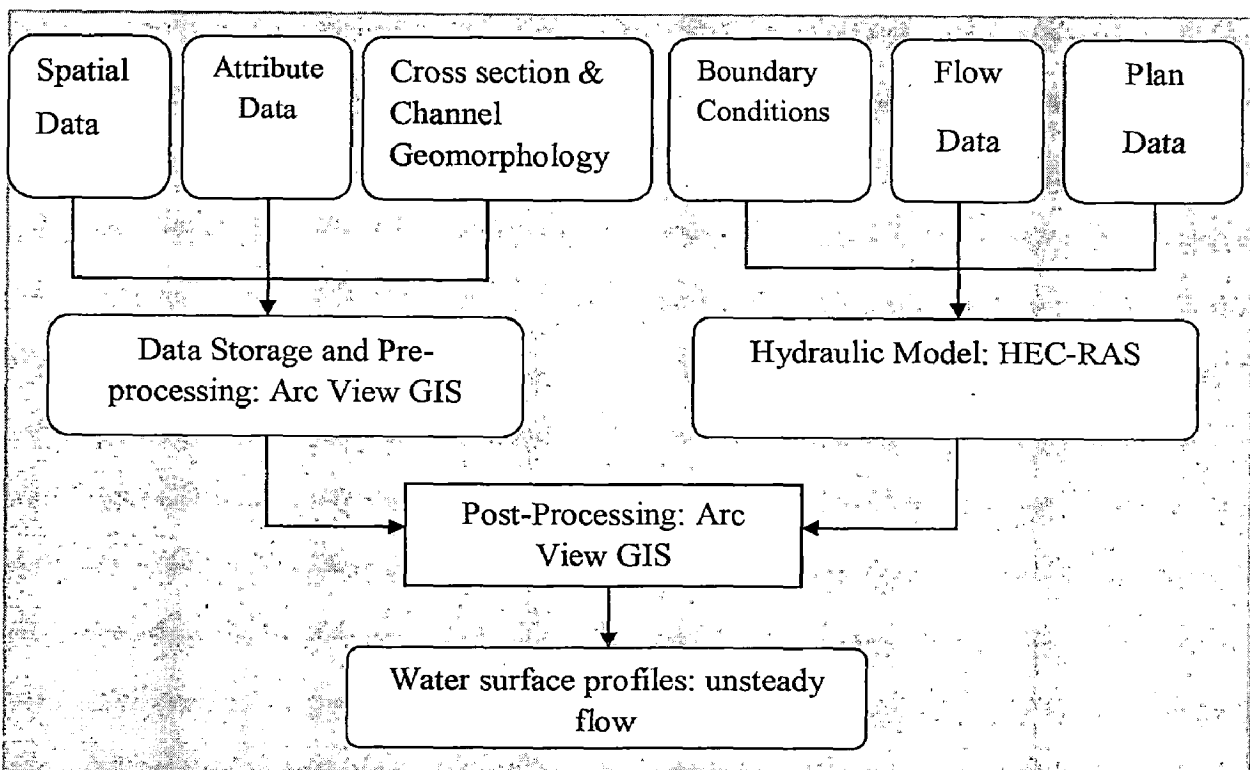 Spatial
Data
Attribute
Data
Cross section &
Channel
Geomorphology
Boundary
Conditions
Flow
Data
Plan
Data
Data Storage and Pre-
processing: Arc View GIS
Hydraulic Model: HEC-RAS
Post-Processing: Arc
View GIS
Water surface profiles: unsteady
flow